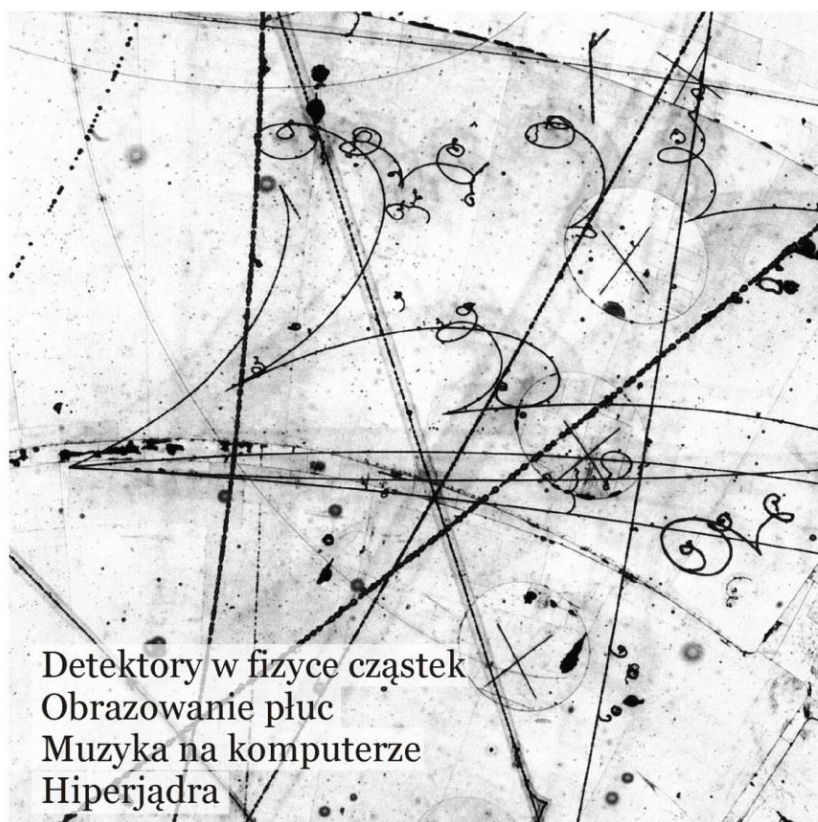 Detektory w fizyce cząstek
Obrazowanie płuc
Muzyka na komputerze
Hiperjądra